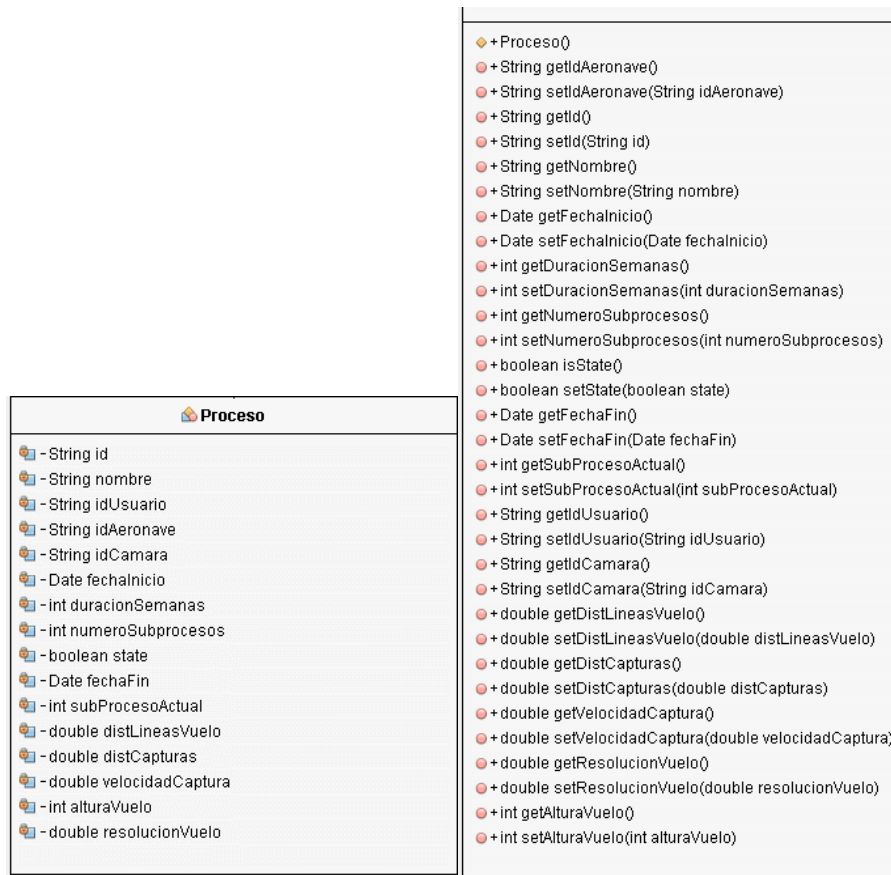 Proceso
-String id
-String nombre
-String idUsuario
-String idAeronave
-String idCamara
-Date fechaInicio
-int duracionSemanas
-int numeroSubprocesos
-boolean state
-Date fechaFin
-int subProcesoActual
-double distLineasVuelo
-double distCapturas
-double velocidadCaptura
-int alturaVuelo
-double resolucionVuelo
+Proceso()
+String getIdAeronave()
+String setIdAeronave(String idAeronave)
+String getId()
+String setId(String id)
+String getNombre()
+String setNombre(String nombre)
+Date getFechaInicio()
+Date setFechaInicio(Date fechaInicio)
+int getDuracionSemanas()
+int setDuracionSemanas(int duracionSemanas)
+int getNumeroSubprocesos()
+int setNumeroSubprocesos(int numeroSubprocesos)
+boolean isState()
+boolean setState(boolean state)
+Date getFechaFin()
+Date setFechaFin(Date fechaFin)
+int getSubProcesoActual()
+int setSubProcesoActual(int subProcesoActual)
+String getIdUsuario()
+String setIdUsuario(String idUsuario)
+String getIdCamara()
+String setIdCamara(String idCamara)
+double getDistLineasVuelo()
+double setDistLineasVuelo(double distLineasVuelo)
+double getDistCapturas()
+double setDistCapturas(double distCapturas)
+double getVelocidadCaptura()
+double setVelocidadCaptura(double velocidadCaptura)
+double getResolucionVuelo()
+double setResolucionVuelo(double resolucionVuelo)
+int getAlturaVuelo()
+int setAlturaVuelo(int alturaVuelo)